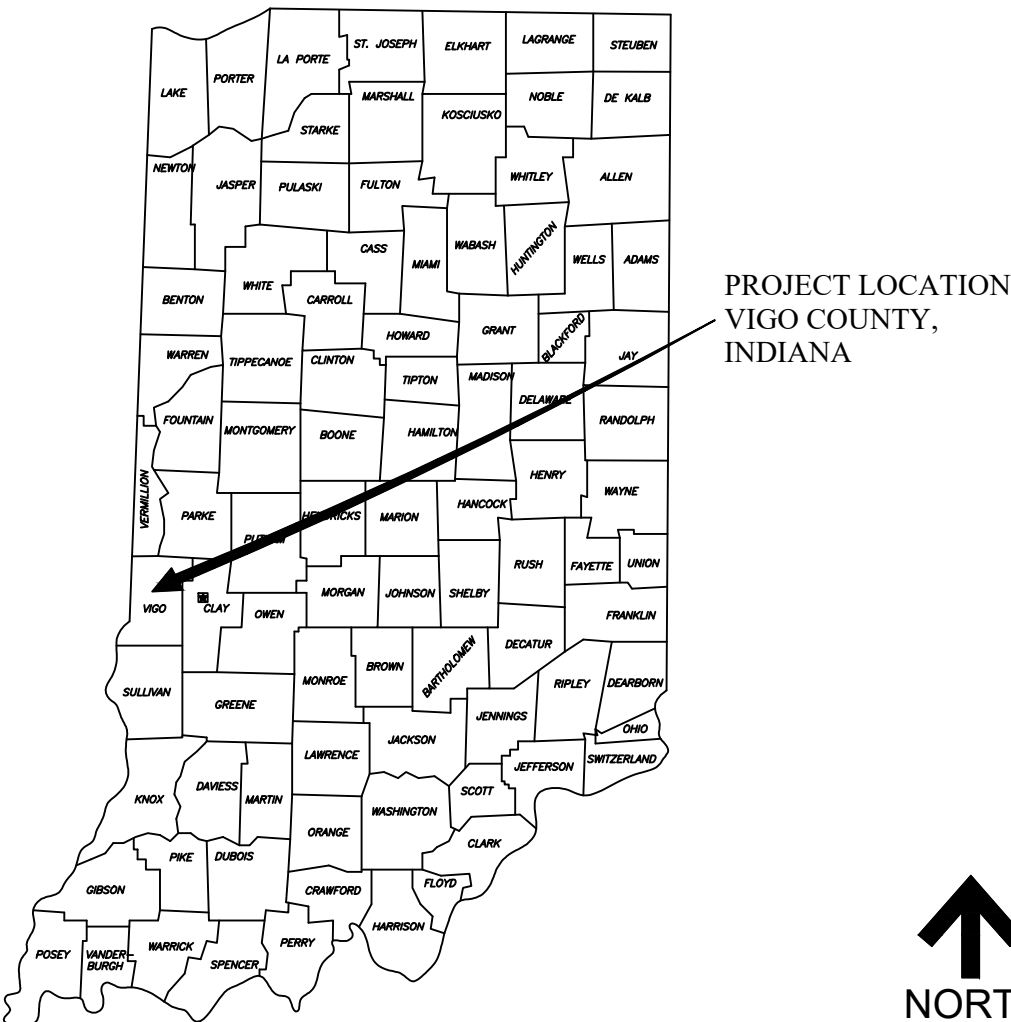 ST. JOSEPH
ELKHART
LAGRANGE
STEUBEN
LA PORTE
PORTER
LAKE
MARSHALL
NOBLE
DE KALB
KOSCIUSKO
STARKE
NEWTON
JASPER
PULASKI
FULTON
WHITLEY
ALLEN
CASS
MIAMI
WABASH
HUNTINGTON
WELLS
ADAMS
BENTON
WHITE
CARROLL
PROJECT LOCATION
VIGO COUNTY,
INDIANA
HOWARD
GRANT
BLACKFORD
JAY
WARREN
TIPPECANOE
CLINTON
TIPTON
MADISON
DELAWARE
FOUNTAIN
MONTGOMERY
BOONE
HAMILTON
RANDOLPH
VERMILLION
HENRY
WAYNE
PARKE
PUTNAM
HENDRICKS
MARION
HANCOCK
RUSH
FAYETTE
UNION
VIGO
CLAY
OWEN
MORGAN
JOHNSON
SHELBY
FRANKLIN
DECATUR
SULLIVAN
GREENE
MONROE
BROWN
BARTHOLOMEW
RIPLEY
DEARBORN
JENNINGS
OHIO
LAWRENCE
JACKSON
JEFFERSON
SWITZERLAND
KNOX
DAVIESS
MARTIN
SCOTT
WASHINGTON
ORANGE
CLARK
PIKE
DUBOIS
GIBSON
CRAWFORD
FLOYD
HARRISON
POSEY
VANDER-
BURGH
WARRICK
SPENCER
PERRY
NORT